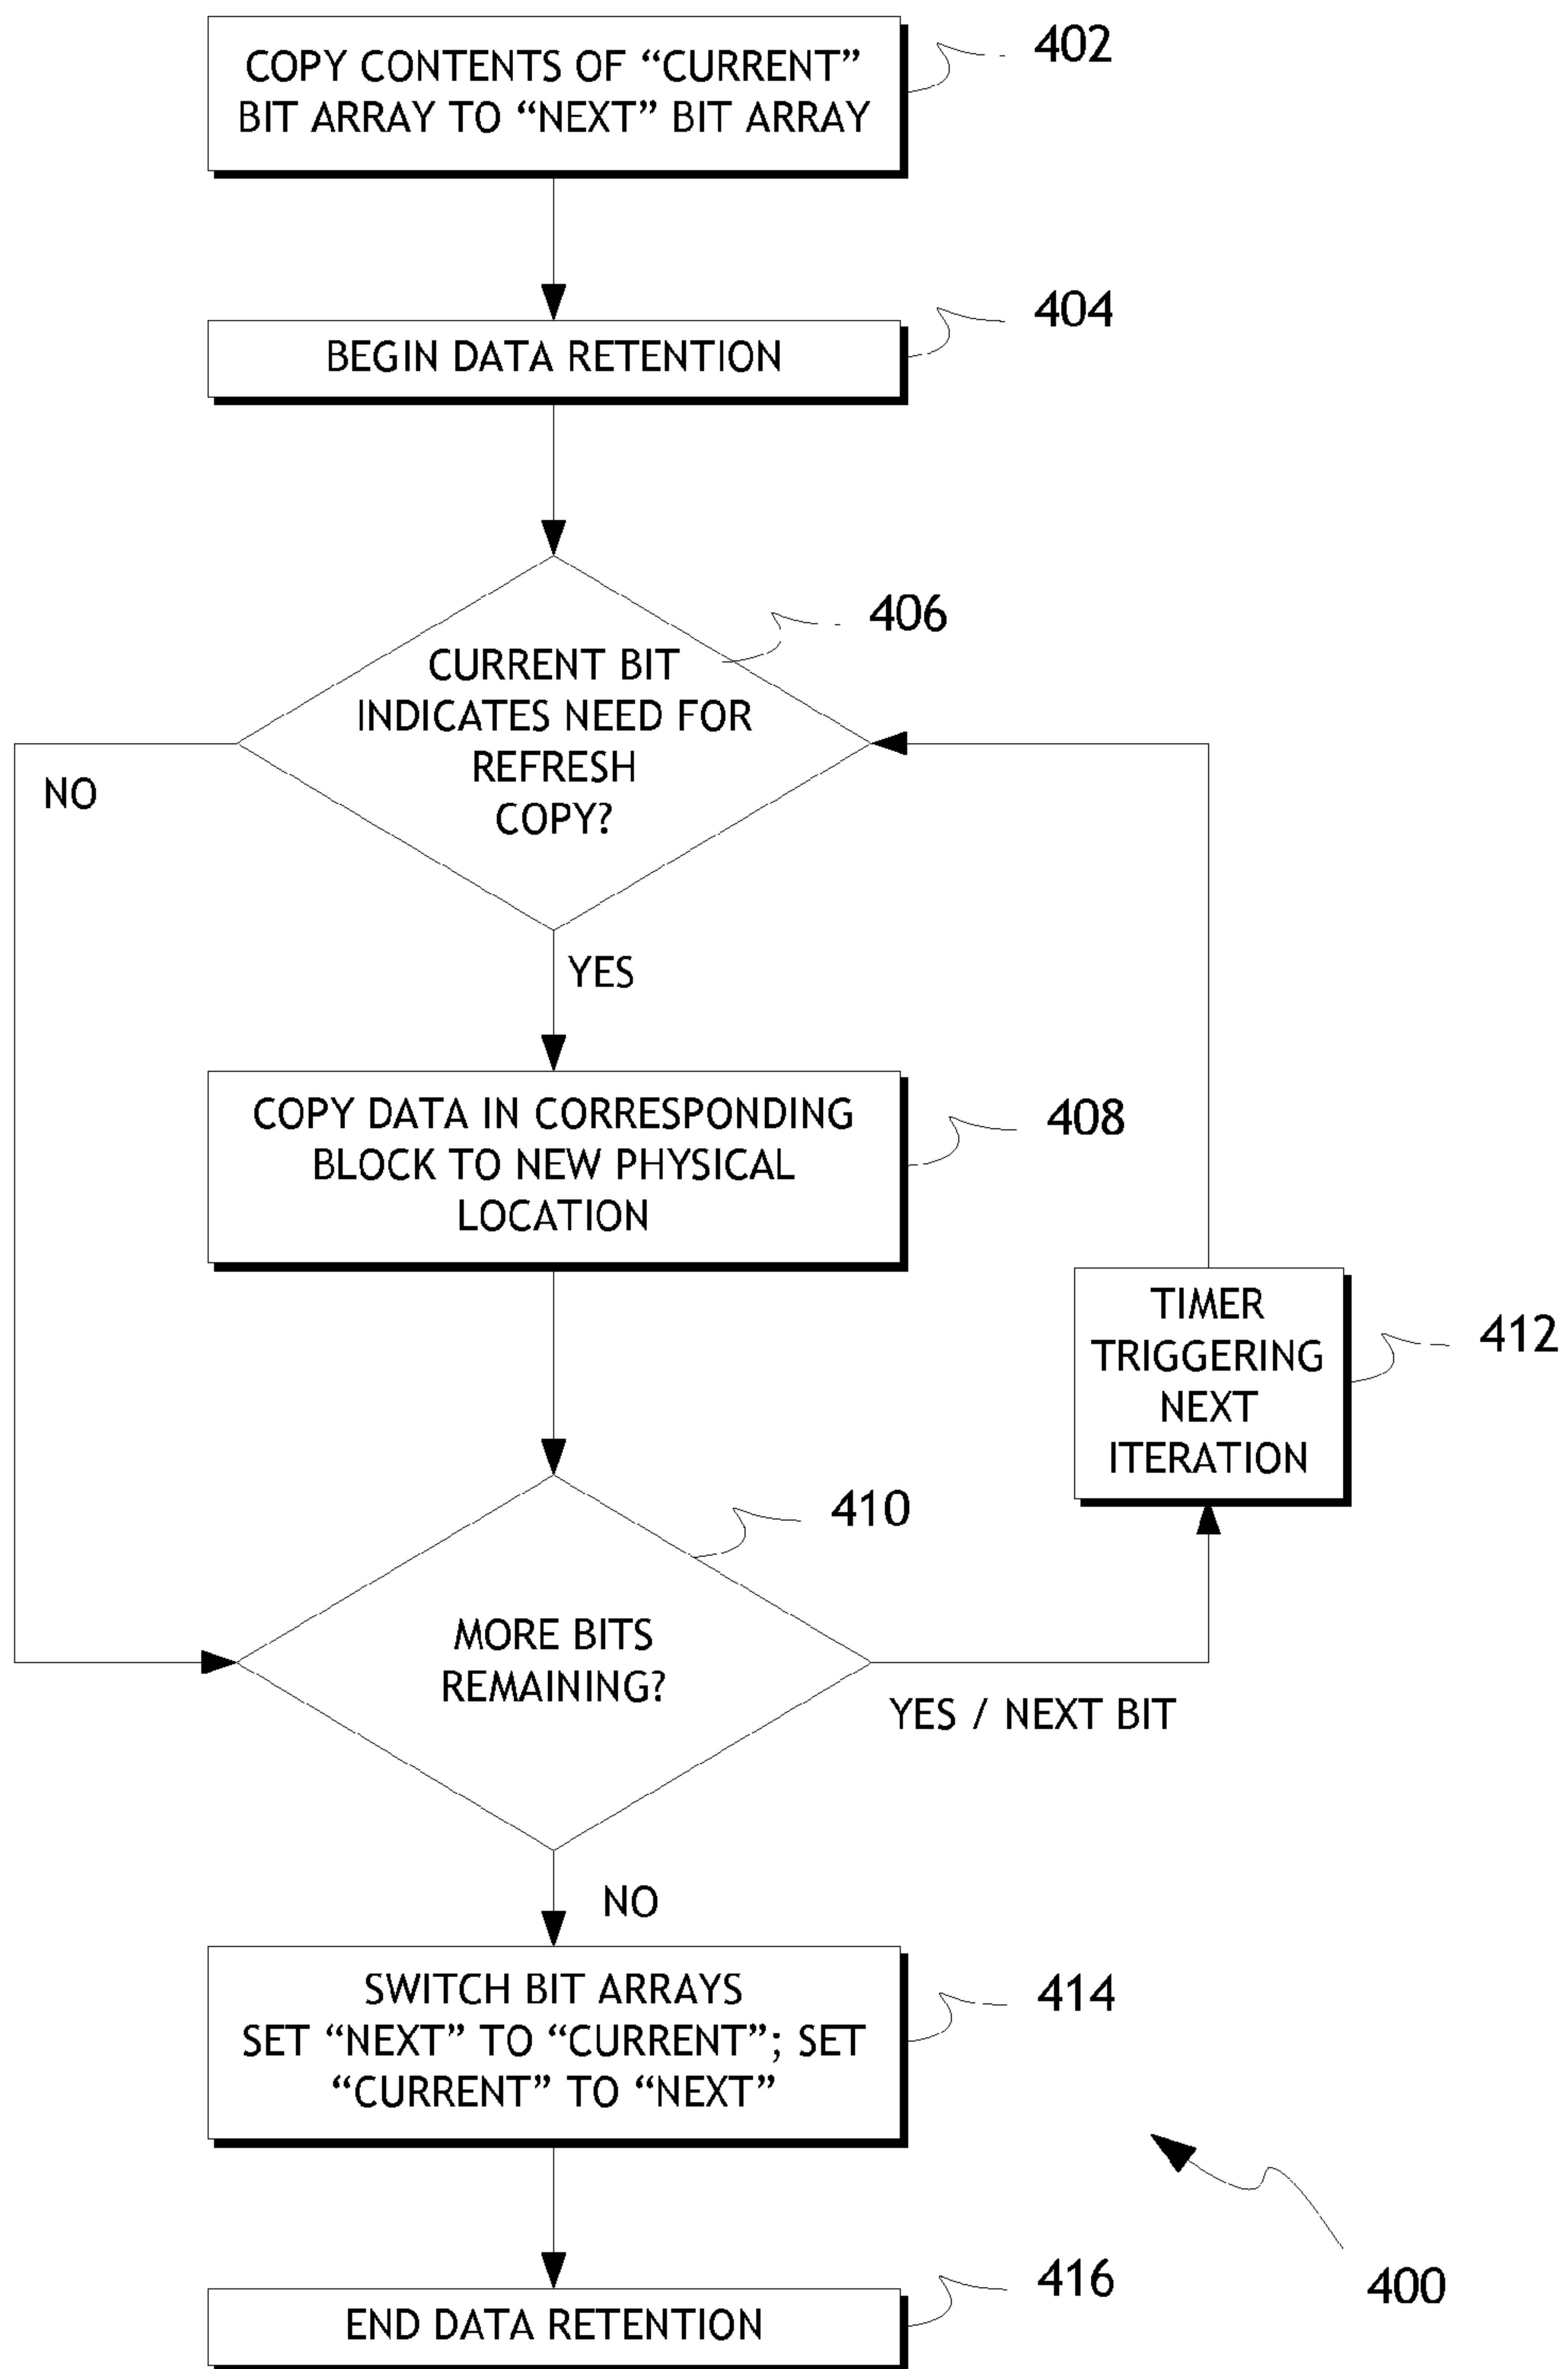 COPY CONTENTS OF “CURRENT”
BIT ARRAY TO “NEXT” BIT ARRAY
402
BEGIN DATA RETENTION
404
406
CURRENT BIT
INDICATES NEED FOR
REFRESH
COPY?
NO
YES
COPY DATA IN CORRESPONDING
BLOCK TO NEW PHYSICAL
LOCATION
408
TIMER
TRIGGERING
NEXT
ITERATION
412
410
MORE BITS
REMAINING?
YES / NEXT BIT
NO
SWITCH BIT ARRAYS
SET “NEXT” TO “CURRENT”; SET
“CURRENT” TO “NEXT”
414
END DATA RETENTION
416
400